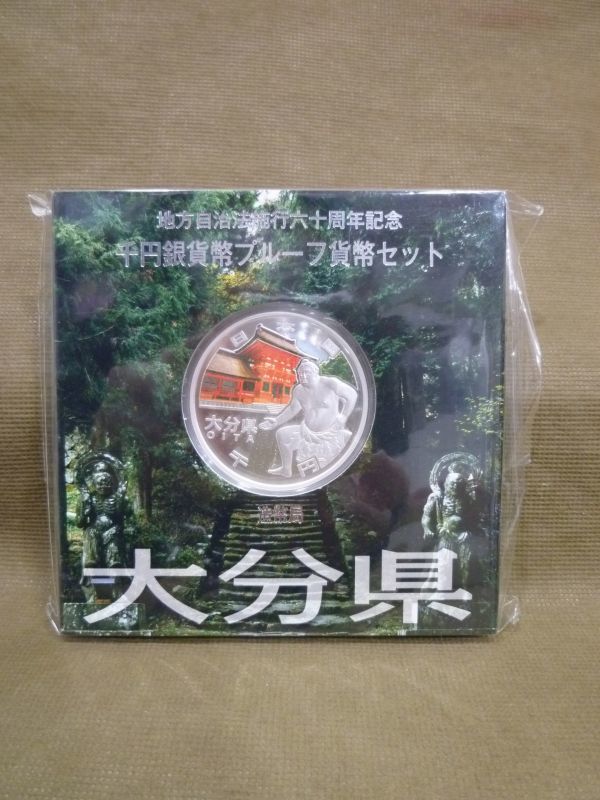 地方自治法施行六十周年記念
千円銀貨幣プルーフ貨幣セット
日本国
大分県
OITA
千円
造幣局
大分県